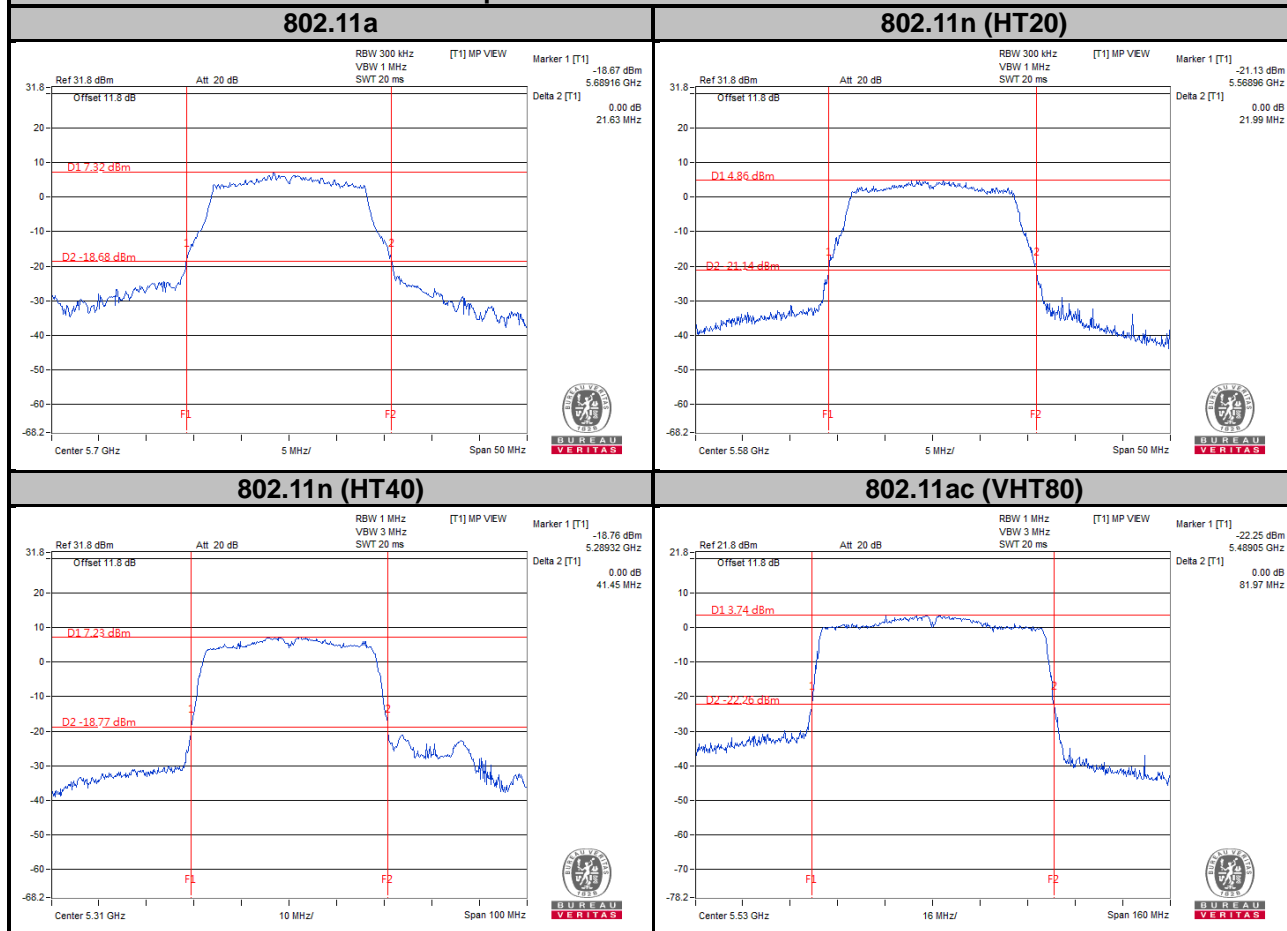 802.11a
802.11n (HT20)
RBW 300 kHz
VBW 1 MHz
SWT 20 ms
[T1] MP VIEW
Marker 1 [T1]
-18.67 dBm
5.68916 GHz
Delta 2 [T1]
0.00 dB
21.63 MHz
Ref 31.8 dBm
Att 20 dB
Offset 11.8 dB
31.8
20
10
0
-10
-20
-30
-40
-50
-60
-68.2
D1 7.32 dBm
D2 -18.68 dBm
1
2
F1
F2
Center 5.7 GHz
5 MHz/
Span 50 MHz
BUREAU
VERITAS
RBW 300 kHz
VBW 1 MHz
SWT 20 ms
[T1] MP VIEW
Marker 1 [T1]
-21.13 dBm
5.56896 GHz
Delta 2 [T1]
0.00 dB
21.99 MHz
Ref 31.8 dBm
Att 20 dB
Offset 11.8 dB
31.8
20
10
0
-10
-20
-30
-40
-50
-60
-68.2
D1 4.86 dBm
D2 -21.14 dBm
1
2
F1
F2
Center 5.58 GHz
5 MHz/
Span 50 MHz
BUREAU
VERITAS
802.11n (HT40)
802.11ac (VHT80)
RBW 1 MHz
VBW 3 MHz
SWT 20 ms
[T1] MP VIEW
Marker 1 [T1]
-18.76 dBm
5.28932 GHz
Delta 2 [T1]
0.00 dB
41.45 MHz
Ref 31.8 dBm
Att 20 dB
Offset 11.8 dB
31.8
20
10
0
-10
-20
-30
-40
-50
-60
-68.2
D1 7.23 dBm
D2 -18.77 dBm
1
2
F1
F2
Center 5.31 GHz
10 MHz/
Span 100 MHz
BUREAU
VERITAS
RBW 1 MHz
VBW 3 MHz
SWT 20 ms
[T1] MP VIEW
Marker 1 [T1]
-22.25 dBm
5.48905 GHz
Delta 2 [T1]
0.00 dB
81.97 MHz
Ref 21.8 dBm
Att 20 dB
Offset 11.8 dB
21.8
10
0
-10
-20
-30
-40
-50
-60
-70
-78.2
D1 3.74 dBm
D2 -22.26 dBm
1
2
F1
F2
Center 5.53 GHz
16 MHz/
Span 160 MHz
BUREAU
VERITAS